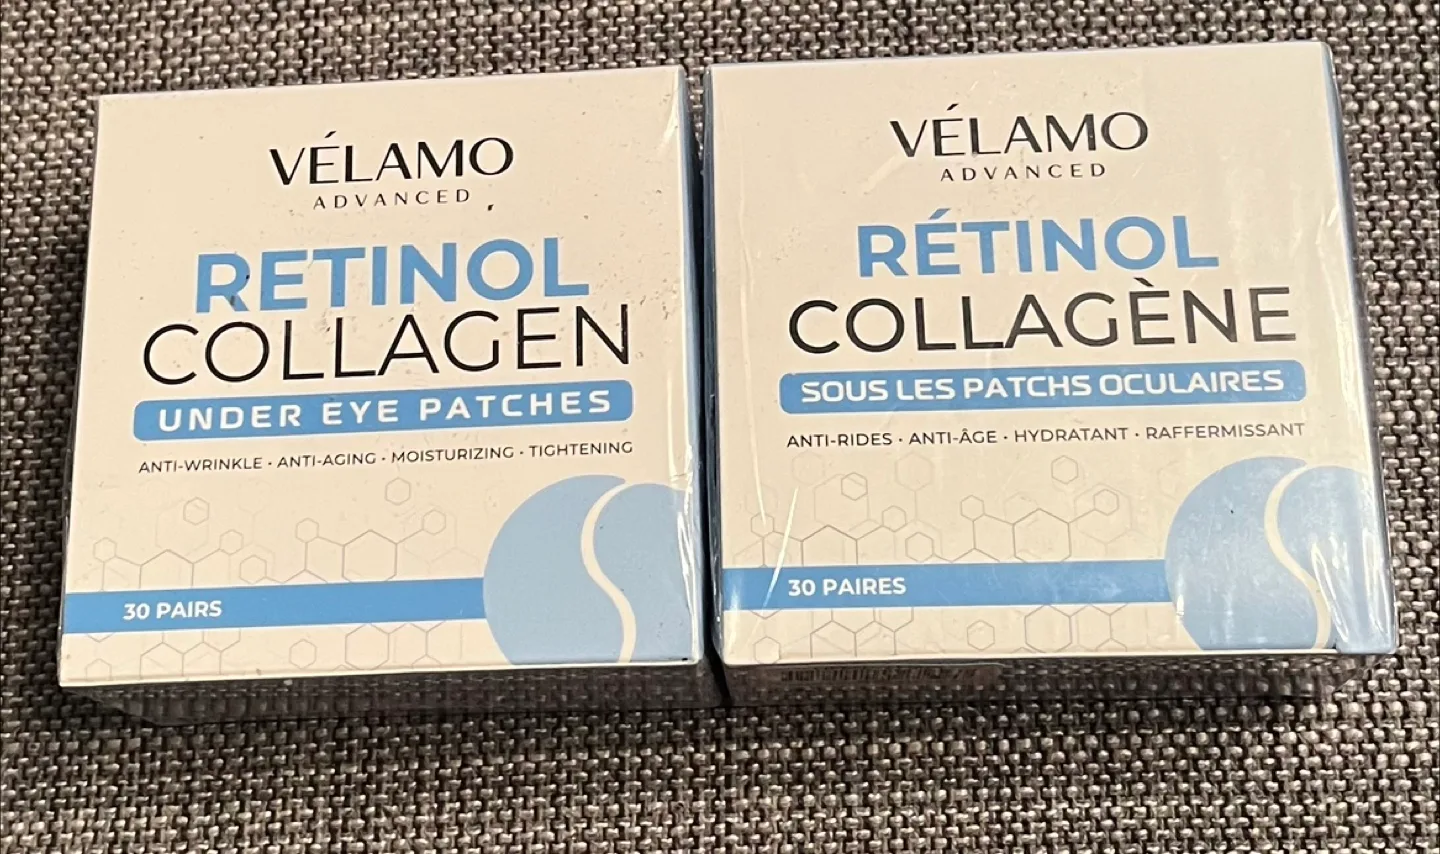 VÉLAMO
ADVANCED
RETINOL
COLLAGEN
UNDER EYE PATCHES
ANTI-WRINKLE · ANTI-AGING · MOISTURIZING · TIGHTENING
30 PAIRS
VÉLAMO
ADVANCED
RÉTINOL
COLLAGÈNE
SOUS LES PATCHS OCULAIRES
ANTI-RIDES · ANTI-ÂGE · HYDRATANT · RAFFERMISSANT
30 PAIRES